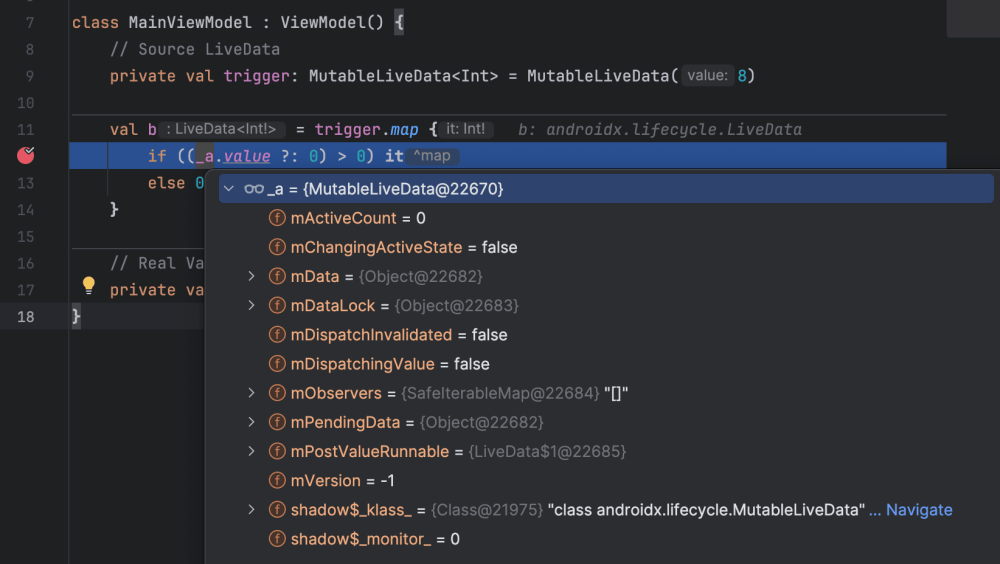 7 class MainViewModel : ViewModel() {
8 // Source LiveData
9 private val trigger: MutableLiveData<Int> = MutableLiveData( value: 8)
10
11 val b : LiveData<Int!> = trigger.map { it: Int! b: androidx.lifecycle.LiveData
if ((_a.value ?: 0) > 0) it ^map
13 else 0
_a = {MutableLiveData@22670}
14 }
mActiveCount = 0
15
mChangingActiveState = false
16 // Real Va
mData = {Object@22682}
17 private va
mDataLock = {Object@22683}
18 }
mDispatchInvalidated = false
mDispatchingValue = false
mObservers = {SafeIterableMap@22684} "[]"
mPendingData = {Object@22682}
mPostValueRunnable = {LiveData$1@22685}
mVersion = -1
shadow$_klass_ = {Class@21975} "class androidx.lifecycle.MutableLiveData" ... Navigate
shadow$_monitor_ = 0